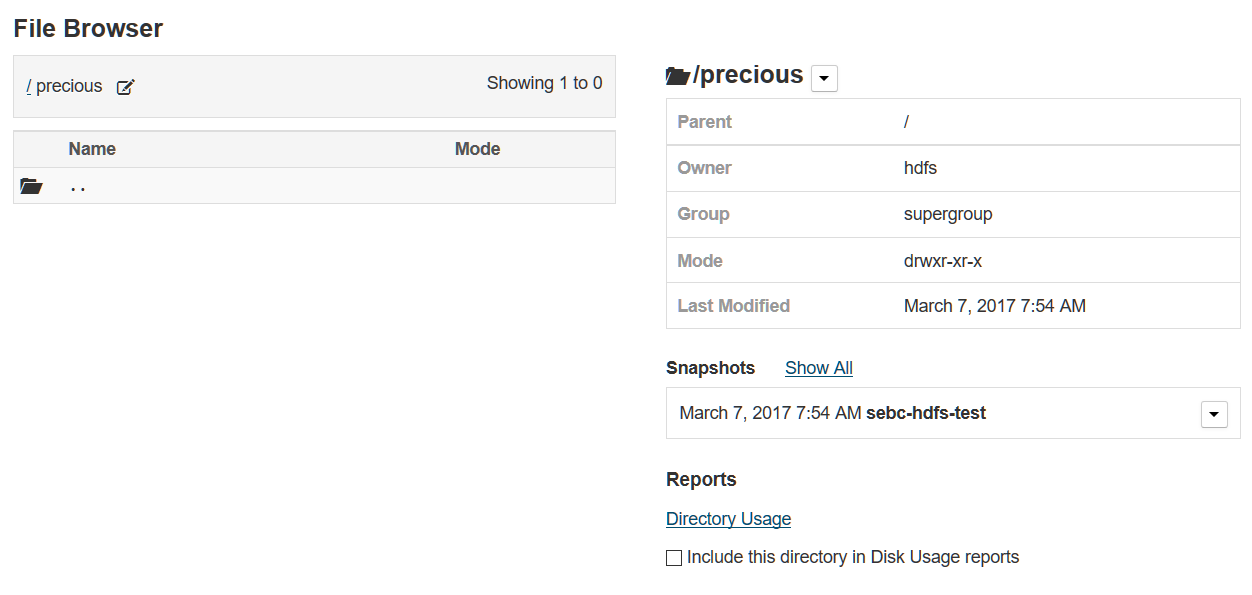 File Browser
/ precious
Showing 1 to 0
Name Mode
..
/precious
Parent /
Owner hdfs
Group supergroup
Mode drwxr-xr-x
Last Modified March 7, 2017 7:54 AM
Snapshots Show All
March 7, 2017 7:54 AM sebc-hdfs-test
Reports
Directory Usage
Include this directory in Disk Usage reports